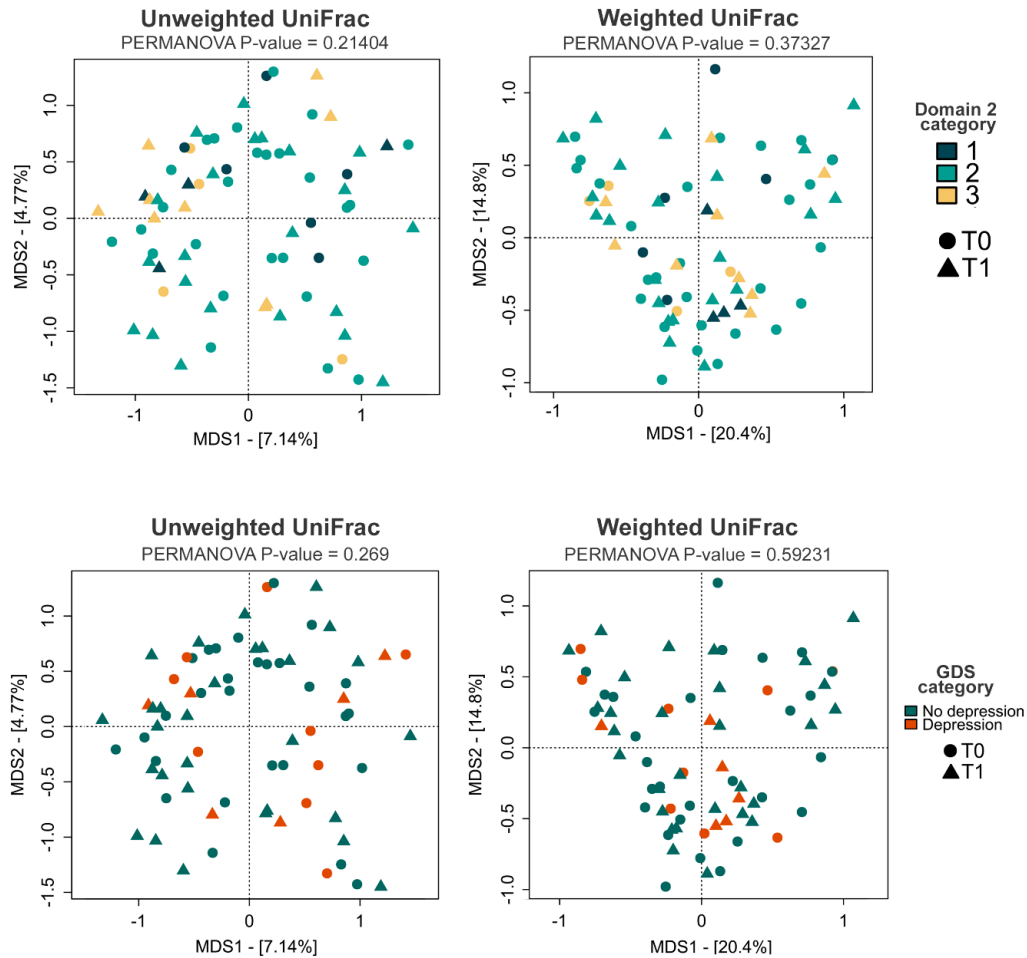 Unweighted UniFrac
PERMANOVA P-value = 0.21404
MDS2 - [4.77%]
1.0
0.5
0.0
-0.5
-1.0
-1.5
-1
0
1
MDS1 - [7.14%]
Weighted UniFrac
PERMANOVA P-value = 0.37327
MDS2 - [14.8%]
1.0
0.5
0.0
-0.5
-1.0
-1
0
1
MDS1 - [20.4%]
Domain 2
category
1
2
3
T0
T1
Unweighted UniFrac
PERMANOVA P-value = 0.269
MDS2 - [4.77%]
1.0
0.5
0.0
-0.5
-1.0
-1.5
-1
0
1
MDS1 - [7.14%]
Weighted UniFrac
PERMANOVA P-value = 0.59231
MDS2 - [14.8%]
1.0
0.5
0.0
-0.5
-1.0
-1
0
1
MDS1 - [20.4%]
GDS
category
No depression
Depression
T0
T1